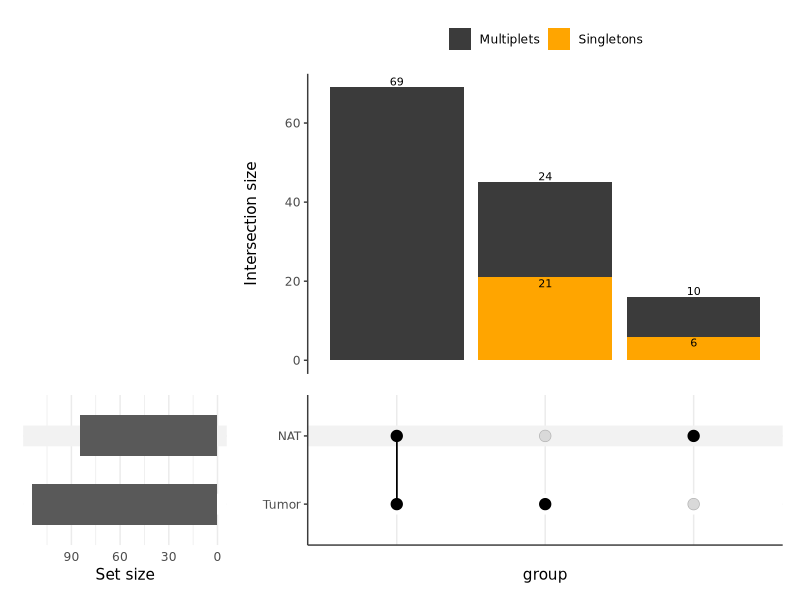 Multiplets Singletons
69
24
21
10
6
60
40
20
0
Intersection size
NAT
Tumor
90 60 30 0
Set size
group